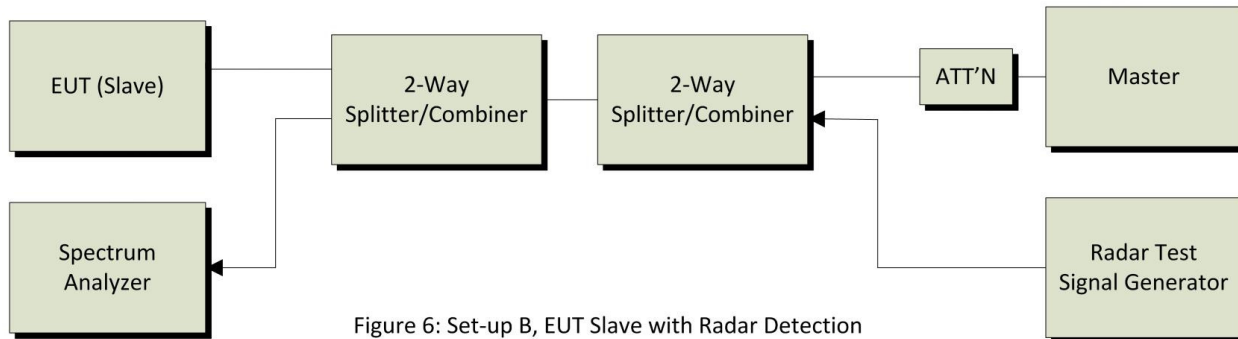 EUT (Slave)
2-Way
Splitter/Combiner
2-Way
Splitter/Combiner
ATT’N
Master
Spectrum
Analyzer
Radar Test
Signal Generator
Figure 6: Set-up B, EUT Slave with Radar Detection